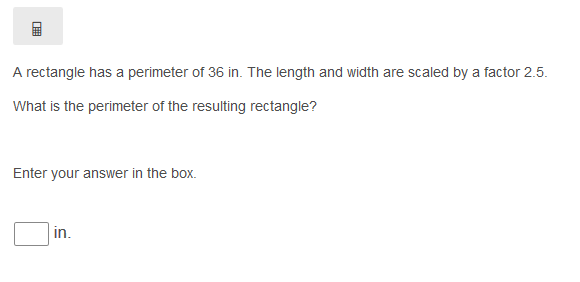 A rectangle has a perimeter of 36 in. The length and width are scaled by a factor 2.5.
What is the perimeter of the resulting rectangle?
Enter your answer in the box.
in.